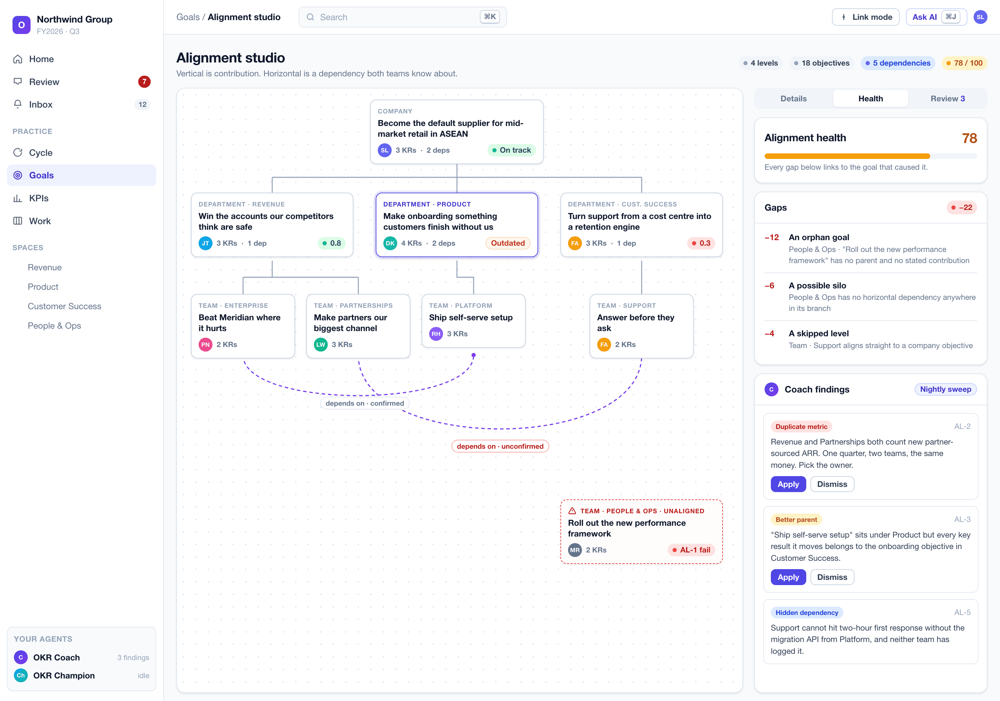 O
Northwind Group
FY2026 · Q3
Home
Review
7
Inbox
12
PRACTICE
Cycle
Goals
KPIs
Work
SPACES
Revenue
Product
Customer Success
People & Ops
YOUR AGENTS
C OKR Coach 3 findings
Ch OKR Champion idle
Goals / Alignment studio
Search ⌘K
Link mode
Ask AI ⌘J
SL
Alignment studio
Vertical is contribution. Horizontal is a dependency both teams know about.
4 levels
18 objectives
5 dependencies
78 / 100
COMPANY
Become the default supplier for mid-
market retail in ASEAN
SL 3 KRs · 2 deps On track
DEPARTMENT · REVENUE
Win the accounts our competitors
think are safe
JT 3 KRs · 1 dep 0.8
DEPARTMENT · PRODUCT
Make onboarding something
customers finish without us
DK 4 KRs · 2 deps Outdated
DEPARTMENT · CUST. SUCCESS
Turn support from a cost centre into
a retention engine
FA 3 KRs · 1 dep 0.3
TEAM · ENTERPRISE
Beat Meridian where
it hurts
PN 2 KRs
TEAM · PARTNERSHIPS
Make partners our
biggest channel
LW 3 KRs
TEAM · PLATFORM
Ship self-serve setup
RH 3 KRs
TEAM · SUPPORT
Answer before they
ask
FA 2 KRs
depends on · confirmed
depends on · unconfirmed
TEAM · PEOPLE & OPS · UNALIGNED
Roll out the new performance
framework
MR 2 KRs AL-1 fail
Details
Health
Review 3
Alignment health 78
Every gap below links to the goal that caused it.
Gaps −22
−12 An orphan goal
People & Ops · "Roll out the new performance
framework" has no parent and no stated contribution
−6 A possible silo
People & Ops has no horizontal dependency anywhere
in its branch
−4 A skipped level
Team · Support aligns straight to a company objective
C Coach findings Nightly sweep
Duplicate metric AL-2
Revenue and Partnerships both count new partner-
sourced ARR. One quarter, two teams, the same
money. Pick the owner.
Apply Dismiss
Better parent AL-3
"Ship self-serve setup" sits under Product but every key
result it moves belongs to the onboarding objective in
Customer Success.
Apply Dismiss
Hidden dependency AL-5
Support cannot hit two-hour first response without the
migration API from Platform, and neither team has
logged it.